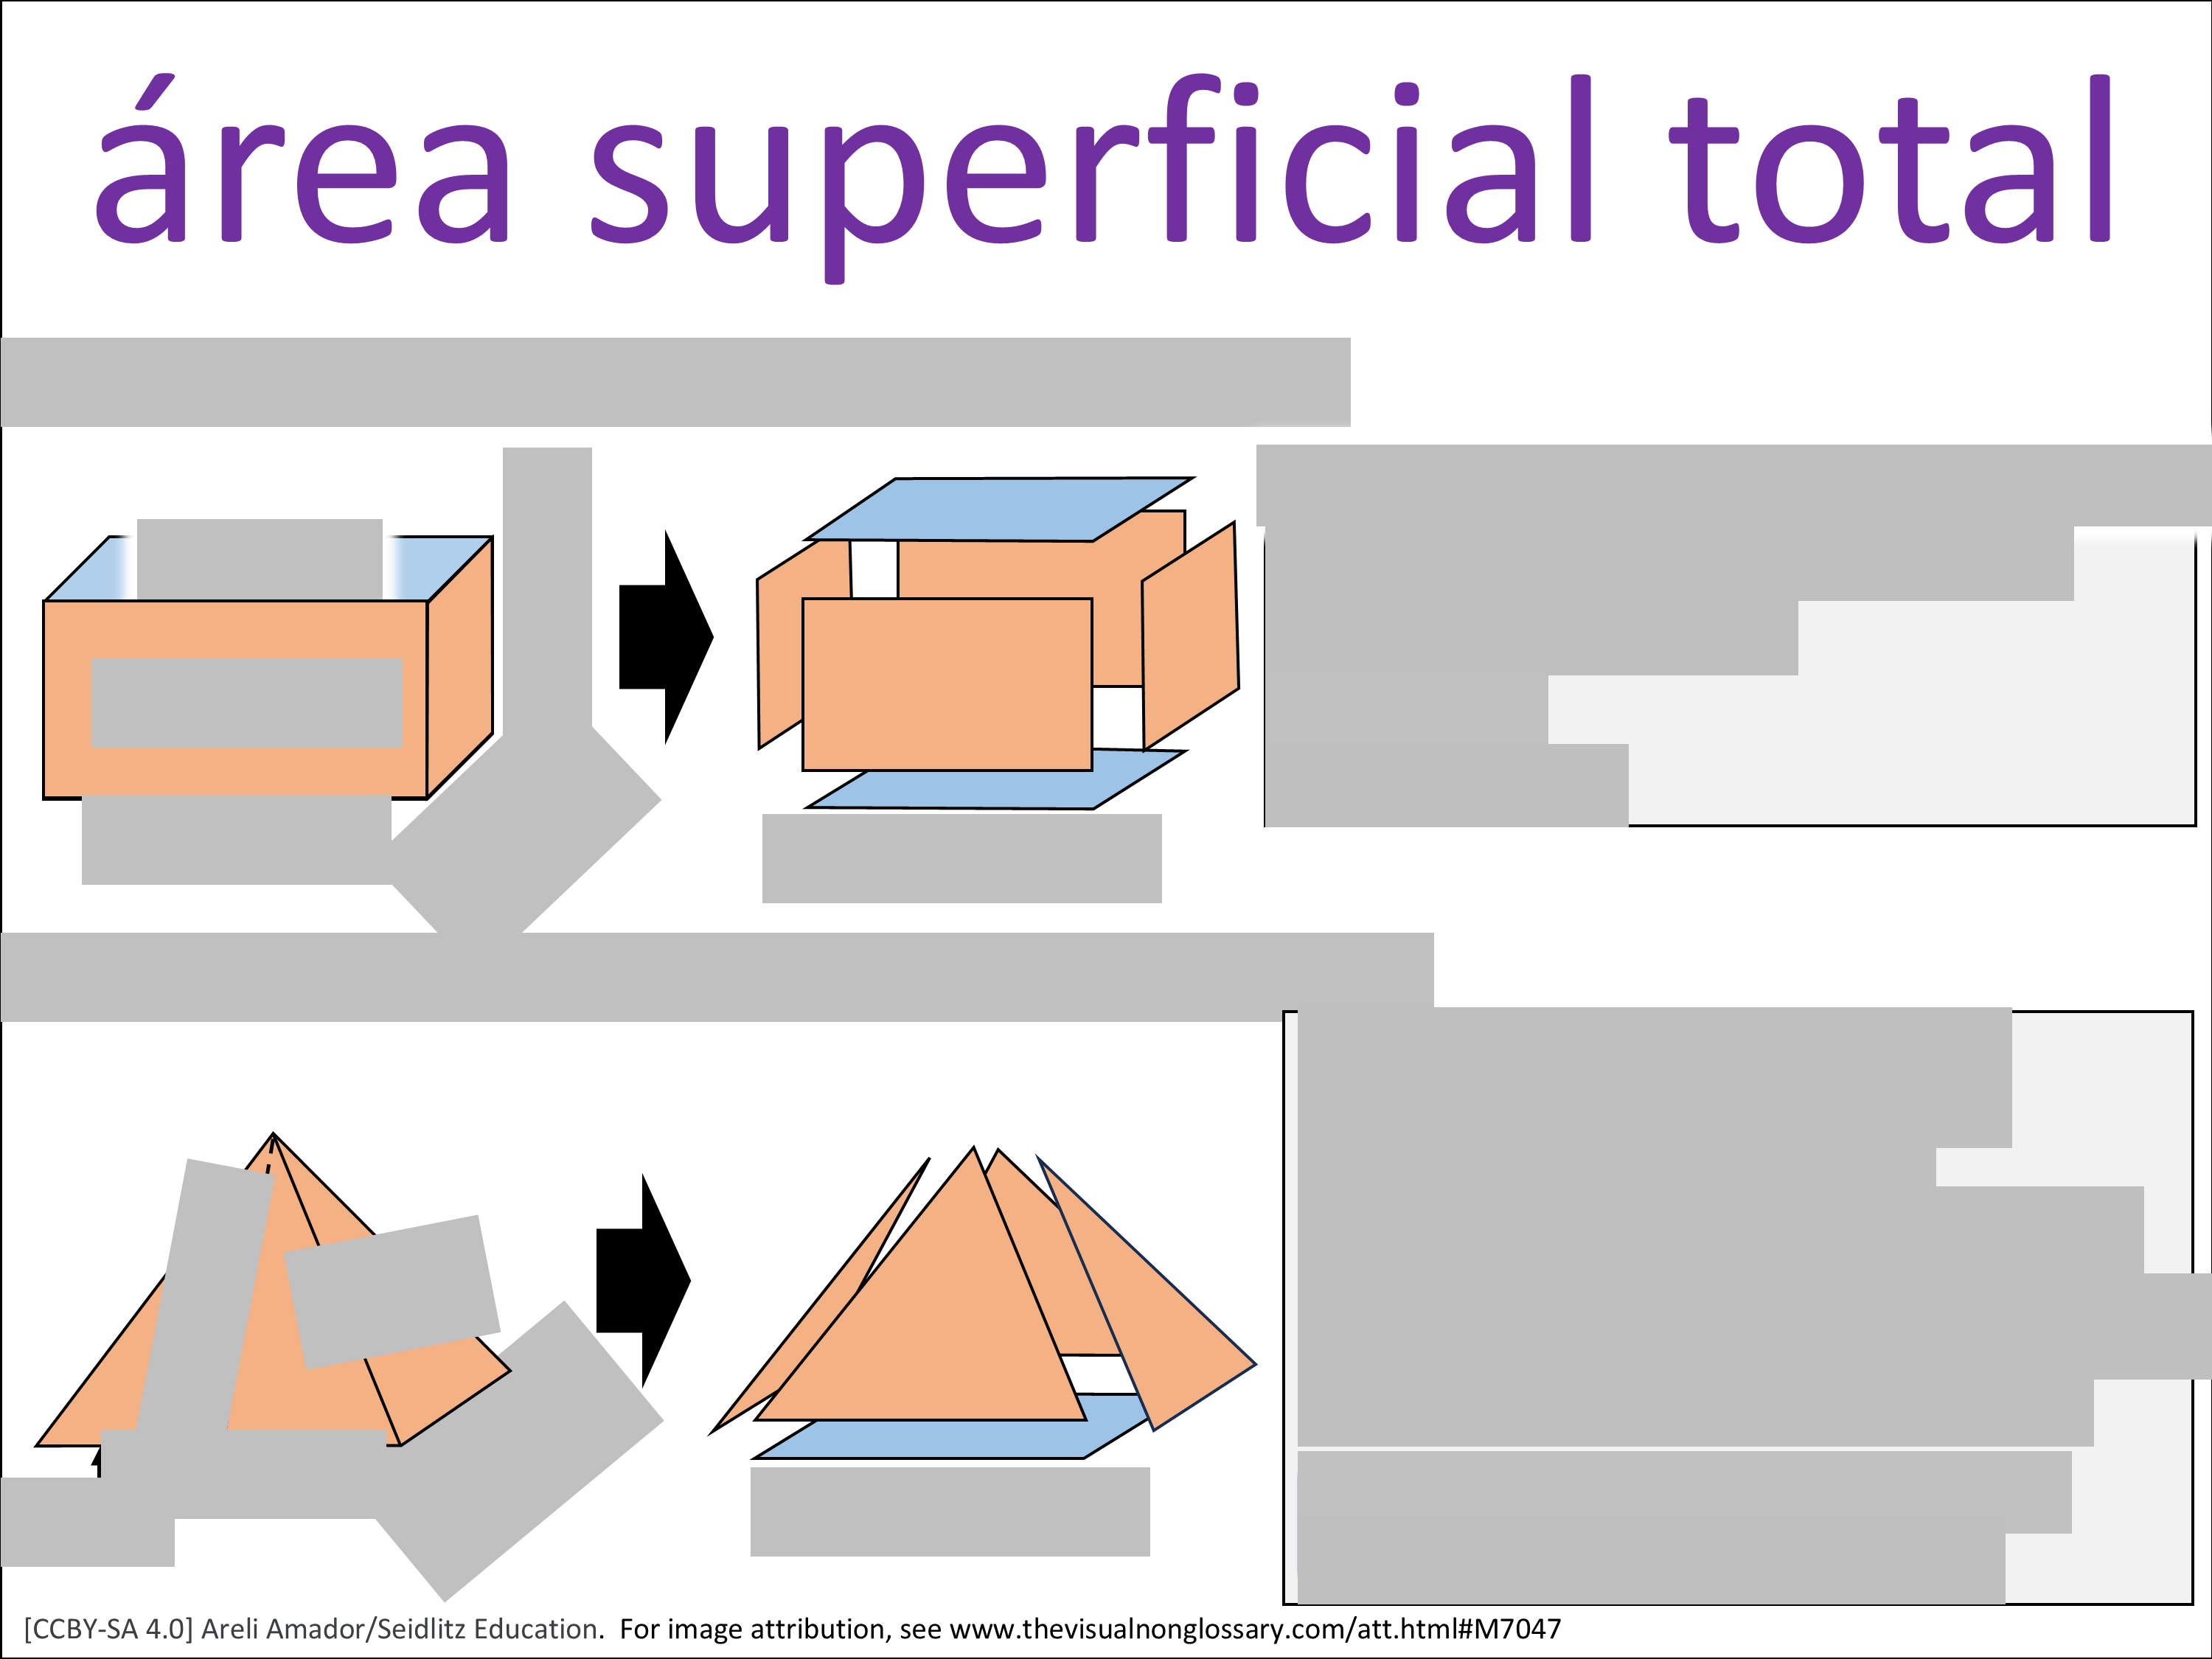 área superficial total
[CCBY-SA 4.0] Areli Amador/Seidlitz Education. For image attribution, see www.thevisualnonglossary.com/att.html#M7047